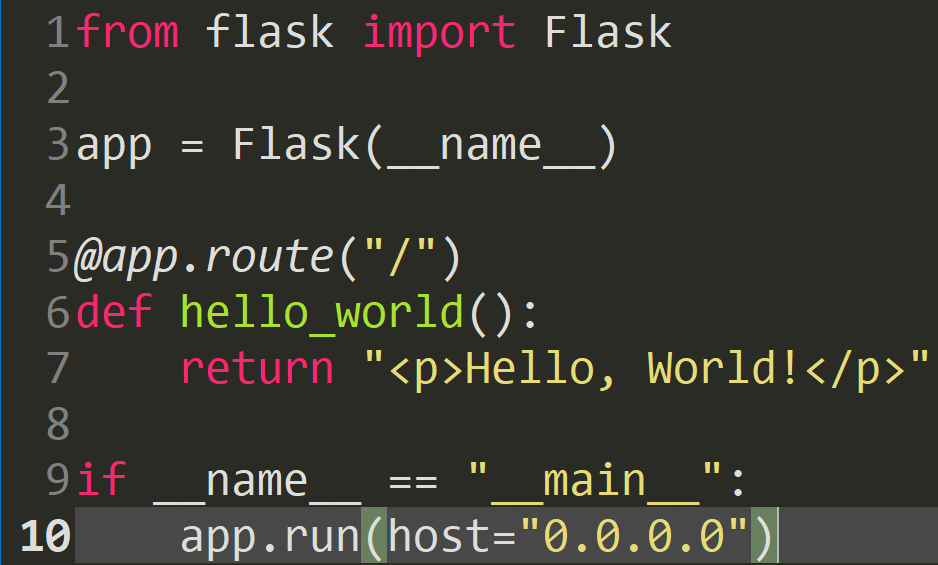 1from flask import Flask
2
3app = Flask(__name__)
4
5@app.route("/")
6def hello_world():
7    return "<p>Hello, World!</p>"
8
9if __name__ == "__main__":
10    app.run(host="0.0.0.0")